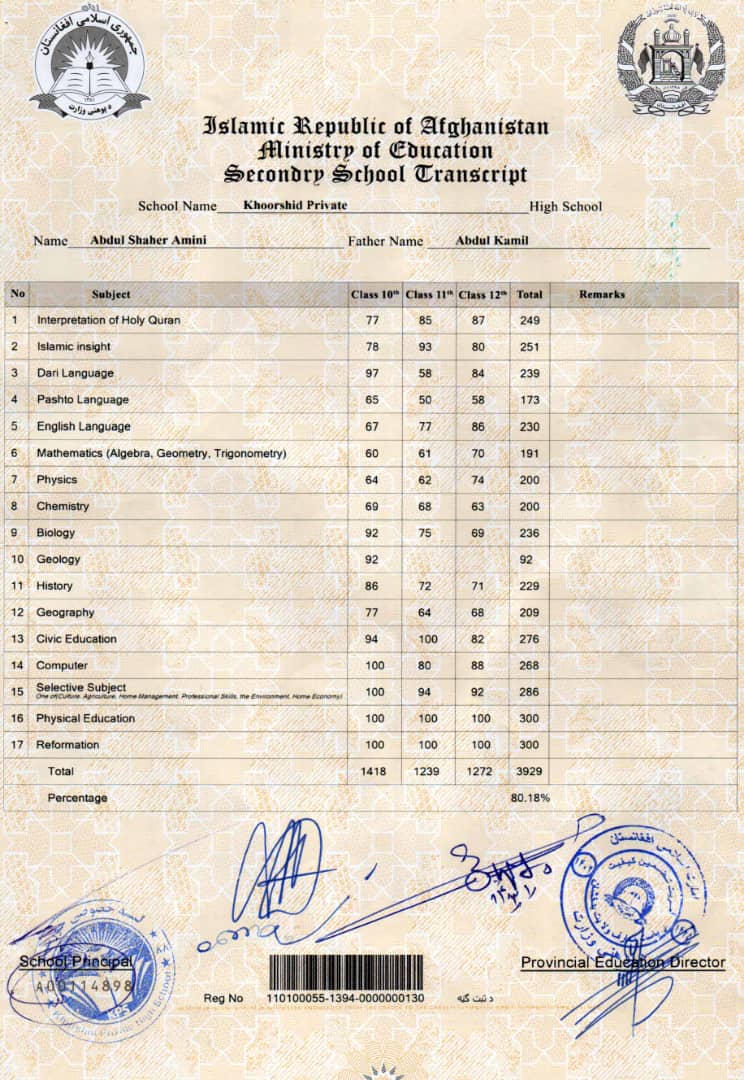 جمهوری اسلامی افغانستان
د پوهنې وزارت
Islamic Republic of Afghanistan
Ministry of Education
Secondry School Transcript
School Name Khoorshid Private High School
Name Abdul Shaher Amini Father Name Abdul Kamil
No Subject Class 10th Class 11th Class 12th Total Remarks
1 Interpretation of Holy Quran 77 85 87 249
2 Islamic insight 78 93 80 251
3 Dari Language 97 58 84 239
4 Pashto Language 65 50 58 173
5 English Language 67 77 86 230
6 Mathematics (Algebra, Geometry, Trigonometry) 60 61 70 191
7 Physics 64 62 74 200
8 Chemistry 69 68 63 200
9 Biology 92 75 69 236
10 Geology 92 92
11 History 86 72 71 229
12 Geography 77 64 68 209
13 Civic Education 94 100 82 276
14 Computer 100 80 88 268
15 Selective Subject 100 94 92 286
One of(Culture, Agriculture, Home Management, Professional Skills, the Environment, Home Economy)
16 Physical Education 100 100 100 300
17 Reformation 100 100 100 300
Total 1418 1239 1272 3929
Percentage 80.18%
School Principal Provincial Education Director
A00114898
Reg No 110100055-1394-0000000130 د ثبت گڼه